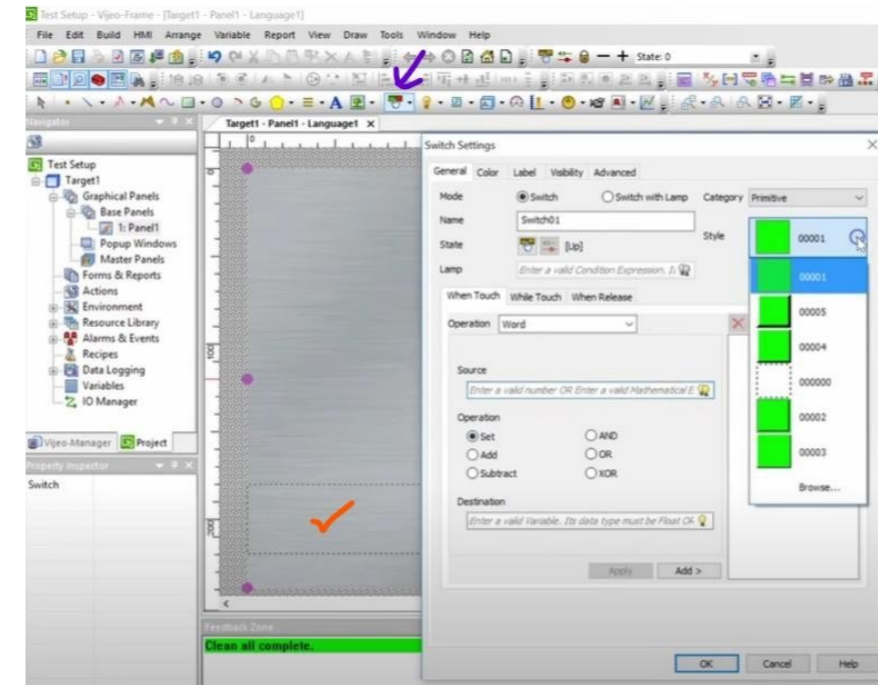 Test Setup - Vijeo-Frame - [Target1 - Panel1 - Language1]
File Edit Build HMI Arrange Variable Report View Draw Tools Window Help
State: 0
Navigator
Target1 - Panel1 - Language1
Test Setup
Target1
Graphical Panels
Base Panels
1: Panel1
Popup Windows
Master Panels
Forms & Reports
Actions
Environment
Resource Library
Alarms & Events
Recipes
Data Logging
Variables
IO Manager
Vijeo-Manager Project
Property Inspector
Switch
0
100
200
Feedback Zone
Clean all complete.
Switch Settings
General Color Label Visibility Advanced
Mode Switch Switch with Lamp Category Primitive
Name Switch01
Style 00001
State [Up]
Lamp Enter a valid Condition Expression.
When Touch While Touch When Release
Operation Word
Source
Enter a valid number OR Enter a valid Mathematical E
Operation
Set AND
Add OR
Subtract XOR
Destination
Enter a valid Variable. Its data type must be Float OR
Apply Add >
00001
00005
00004
000000
00002
00003
Browse...
OK Cancel Help